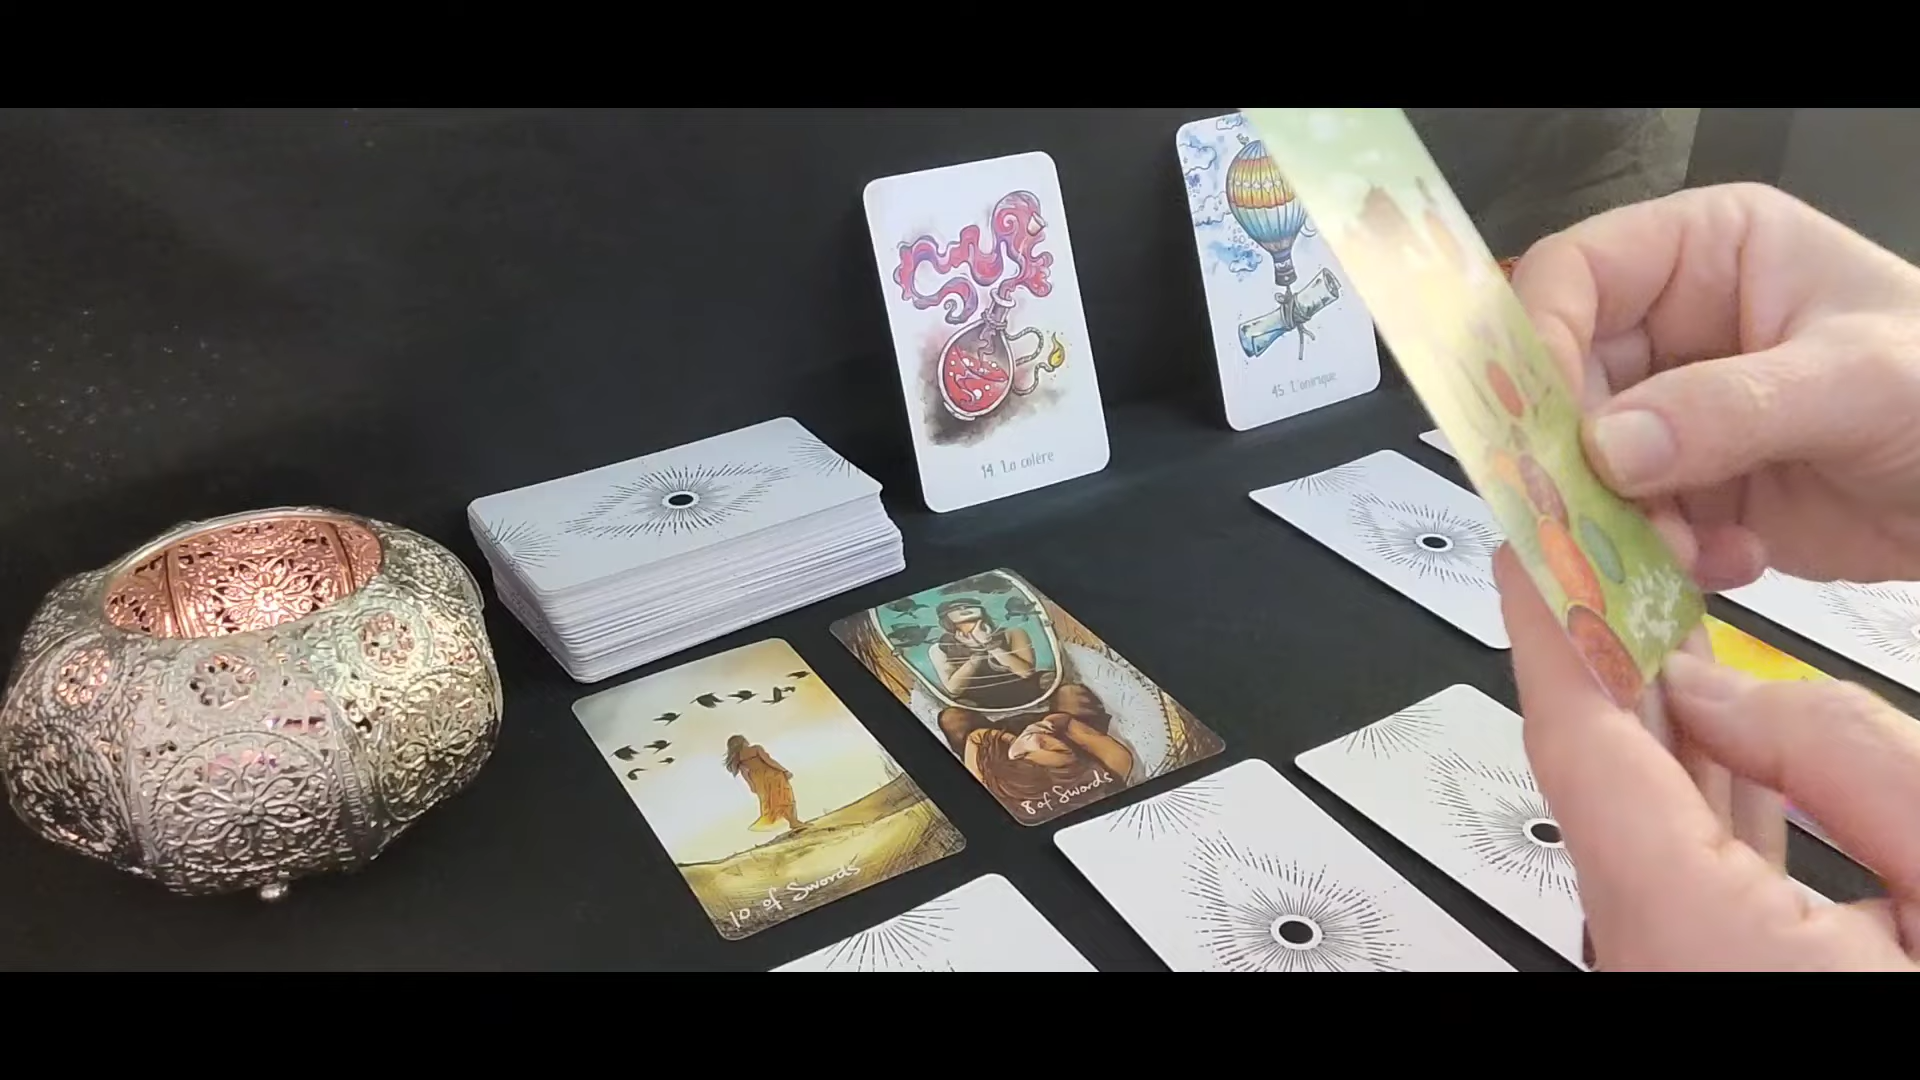 14. La colère
45. L'onirique
8 of Swords
10 of Swords